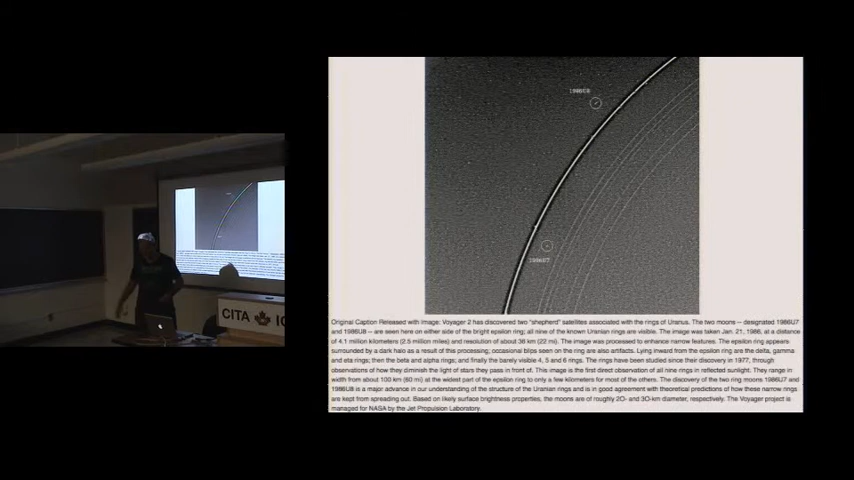 1986U8
1986U7
Original Caption Released with Image: Voyager 2 has discovered two "shepherd" satellites associated with the rings of Uranus. The two moons -- designated 1986U7
and 1986U8 -- are seen here on either side of the bright epsilon ring; all nine of the known Uranian rings are visible. The image was taken Jan. 21, 1986, at a distance
of 4.1 million kilometers (2.5 million miles) and resolution of about 36 km (22 mi). The image was processed to enhance narrow features. The epsilon ring appears
surrounded by a dark halo as a result of this processing; occasional blips seen on the ring are also artifacts. Lying inward from the epsilon ring are the delta, gamma
and eta rings; then the beta and alpha rings; and finally the barely visible 4, 5 and 6 rings. The rings have been studied since their discovery in 1977, through
observations of how they diminish the light of stars they pass in front of. This image is the first direct observation of all nine rings in reflected sunlight. They range in
width from about 100 km (60 mi) at the widest part of the epsilon ring to only a few kilometers for most of the others. The discovery of the two ring moons 1986U7 and
1986U8 is a major advance in our understanding of the structure of the Uranian rings and is in good agreement with theoretical predictions of how these narrow rings
are kept from spreading out. Based on likely surface brightness properties, the moons are of roughly 2O- and 3O-km diameter, respectively. The Voyager project is
managed for NASA by the Jet Propulsion Laboratory.
CITA IC